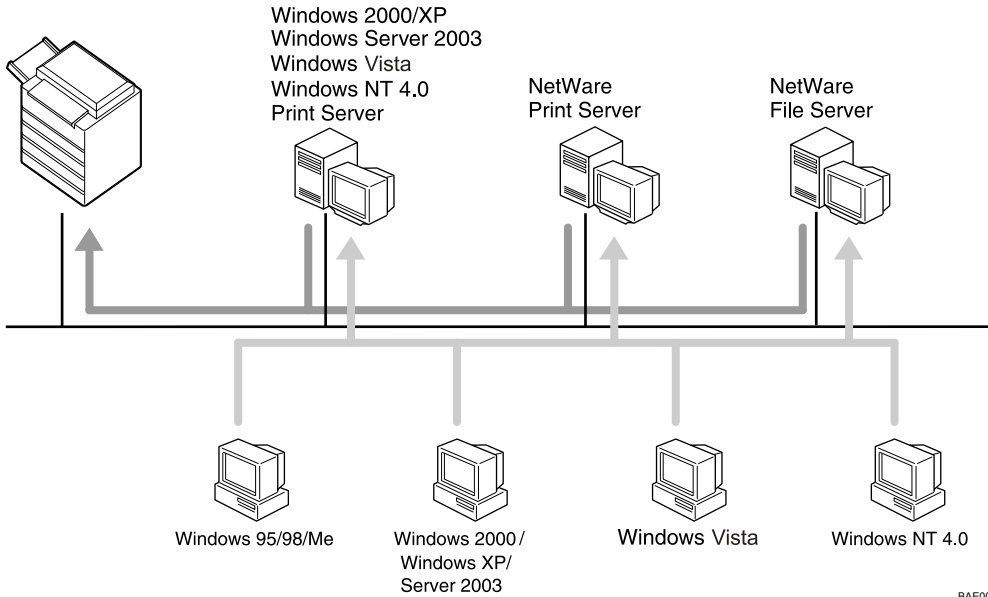 Windows 2000/XP
Windows Server 2003
Windows Vista
Windows NT 4.0
Print Server
NetWare
Print Server
NetWare
File Server
Windows 95/98/Me
Windows 2000 /
Windows XP/
Server 2003
Windows Vista
Windows NT 4.0